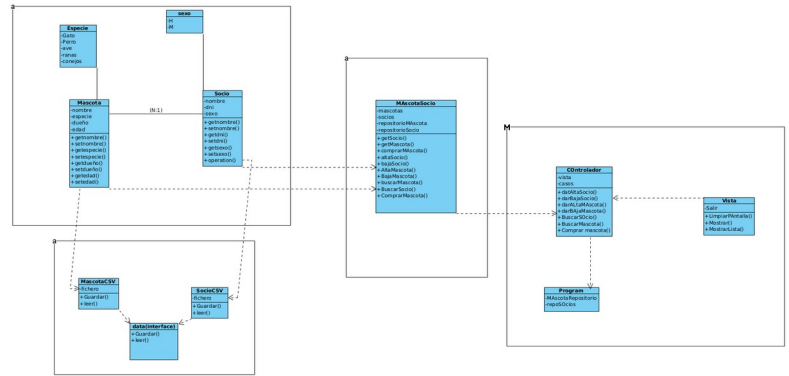 a
Especie
-Gato
-Perro
-ave
-ranas
-conejos
sexo
-H
-M
Mascota
-nombre
-especie
-dueño
-edad
+getnombre()
+setnombre()
+getespecie()
+setespecie()
+getdueño()
+setdueño()
+getedad()
+setedad()
(N:1)
Socio
-nombre
-dni
-sexo
+getnombre()
+setnombre()
+getdni()
+setdni()
+getsexo()
+setsexo()
+operation()
a
MascotaCSV
-fichero
+Guardar()
+leer()
SocioCSV
-fichero
+Guardar()
+leer()
data(interface)
+Guardar()
+leer()
a
MAscotaSocio
-mascotas
-socios
-repositorioMAscota
-repositorioSocio
+getSocio()
+getMascota()
+comprarMAscota()
+altaSocio()
+bajaSocio()
+AltaMascota()
+BajaMascota()
+buscarMascota()
+BuscarSocio()
+ComprarMascota()
M
COntrolador
-vista
-casos
+datAltaSocio()
+darBajaSocio()
+darALtaMAscota()
+darBAJaMascota()
+BuscarSOcio()
+BuscarMascota()
+Comprar mascota()
Vista
-Salir
+LimpiarPAntalla()
+Mostrar()
+MostrarLista()
Program
-MAscotaRepositorio
-repoSOcios